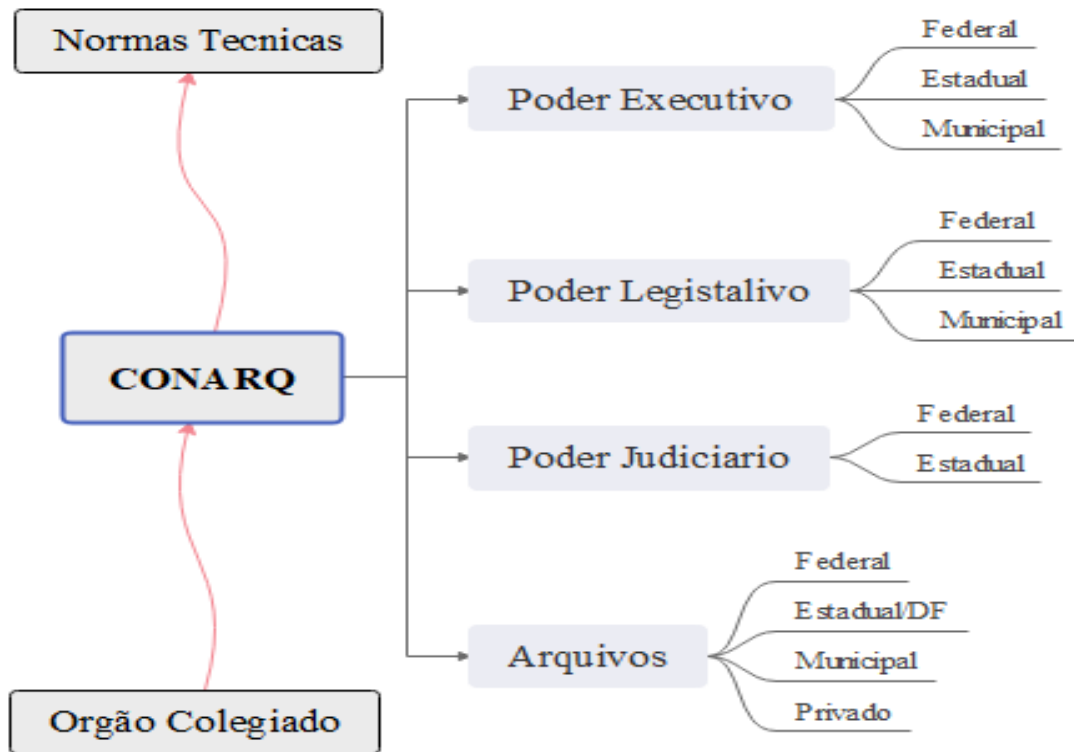 Normas Tecnicas
CONARQ
Orgão Colegiado
Poder Executivo
Federal
Estadual
Municipal
Poder Legistalivo
Federal
Estadual
Municipal
Poder Judiciario
Federal
Estadual
Arquivos
Federal
Estadual/DF
Municipal
Privado